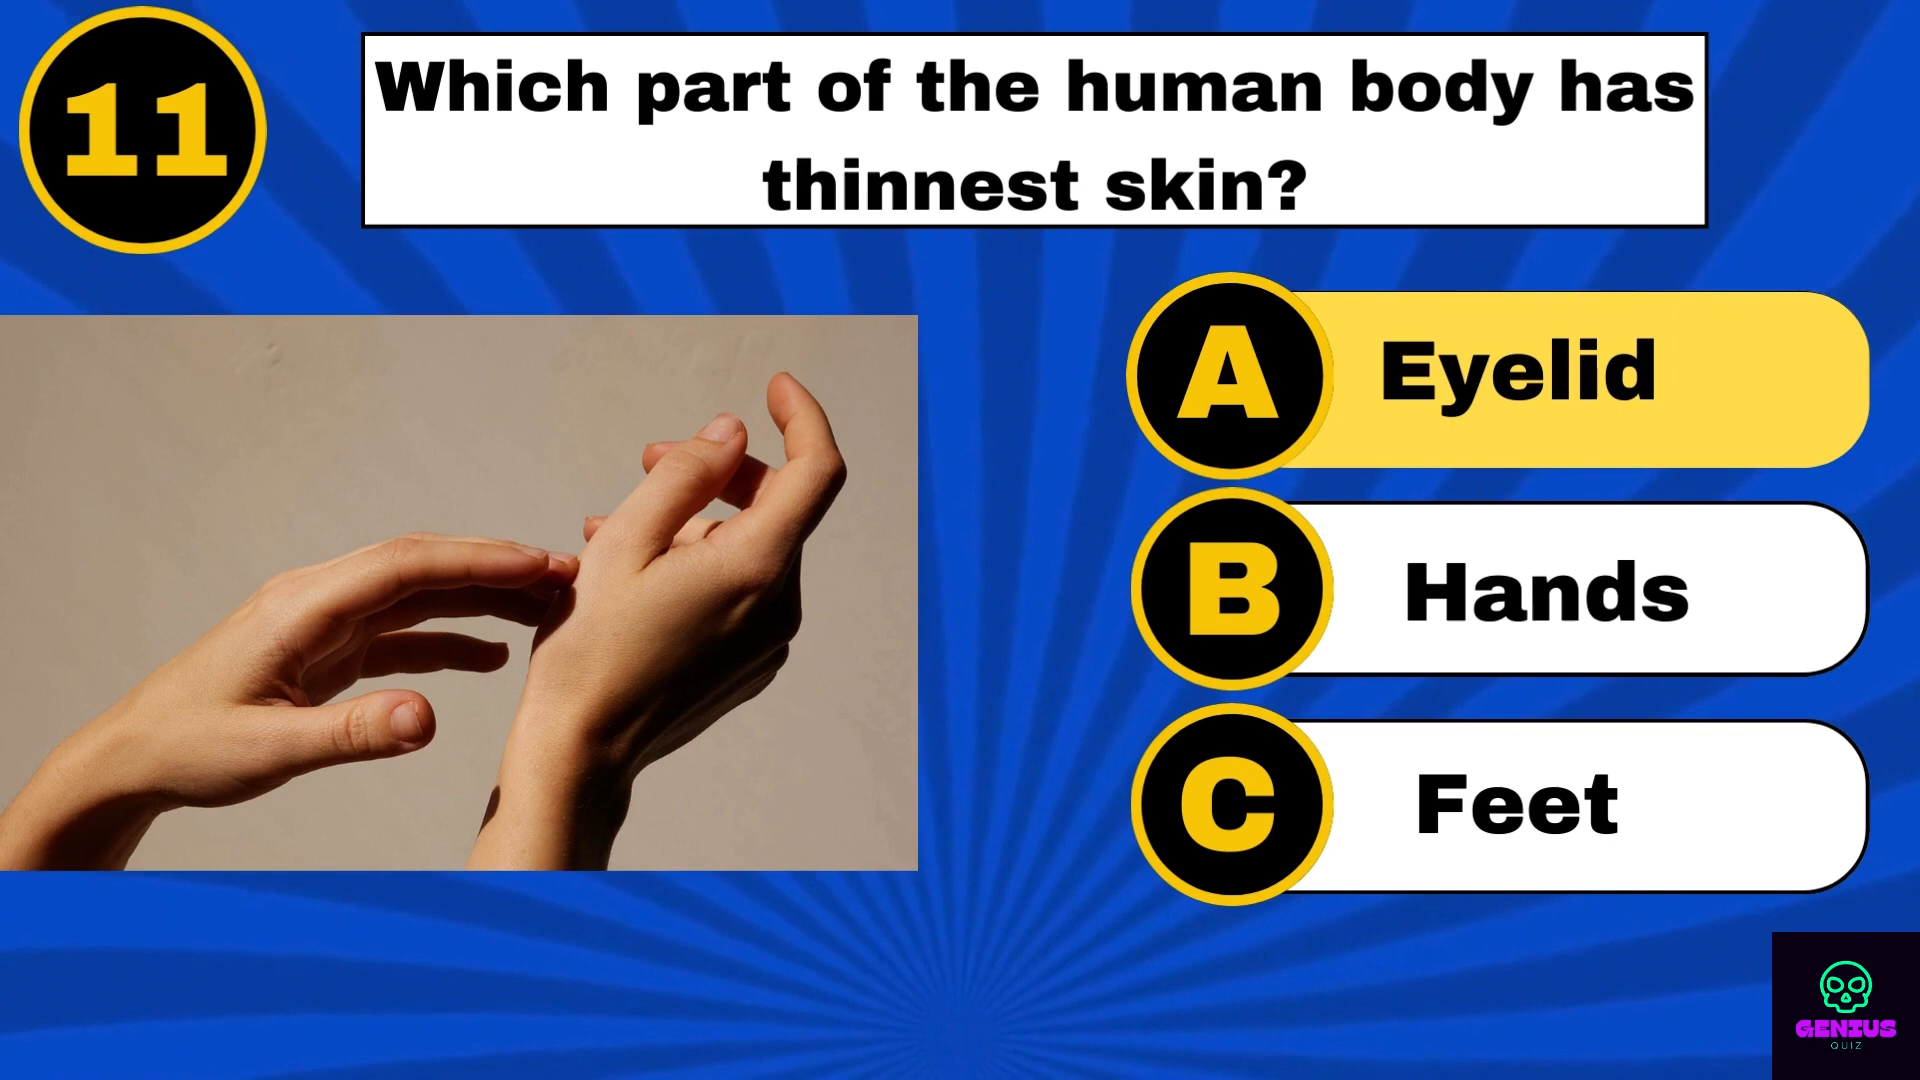 11
Which part of the human body has
thinnest skin?
A
Eyelid
B
Hands
C
Feet
GENIUS
QUIZ